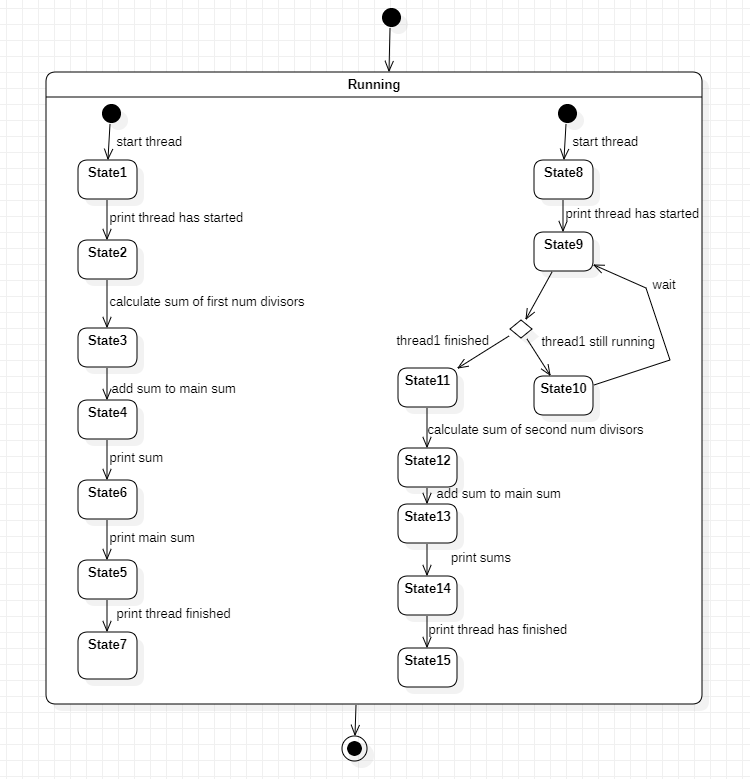 Running
start thread
State1
print thread has started
State2
calculate sum of first num divisors
State3
add sum to main sum
State4
print sum
State6
print main sum
State5
print thread finished
State7
start thread
State8
print thread has started
State9
wait
thread1 finished
thread1 still running
State10
State11
calculate sum of second num divisors
State12
add sum to main sum
State13
print sums
State14
print thread has finished
State15